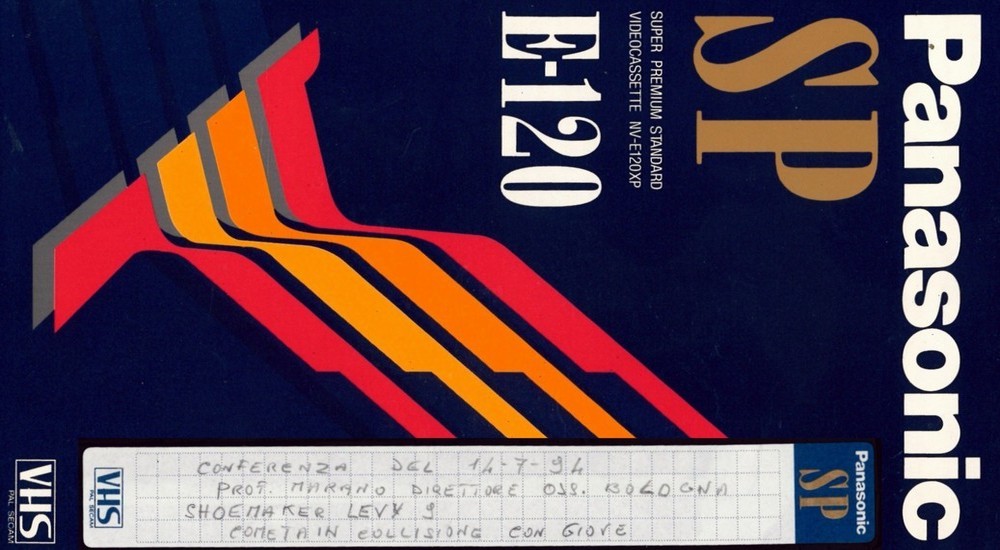 Panasonic
SP
SUPER PREMIUM STANDARD
VIDEOCASSETTE NV-E120XP
E-120
VHS
PAL SECAM
CONFERENZA DEL 14-7-94
PROF. MARANO DIRETTORE OSS. BOLOGNA
SHOEMAKER LEVY 9
COMETA IN COLLISIONE CON GIOVE
VHS
PAL SECAM
Panasonic
SP